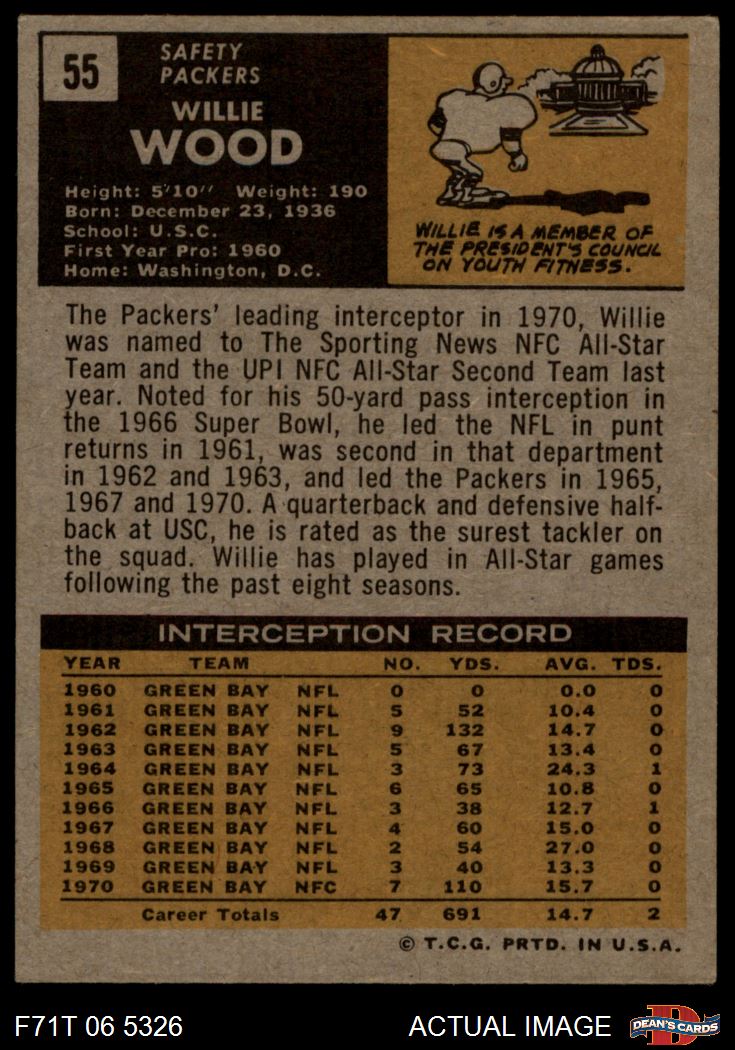 55
SAFETY
PACKERS
WILLIE
WOOD
Height: 5'10'' Weight: 190
Born: December 23, 1936
School: U.S.C.
First Year Pro: 1960
Home: Washington, D.C.
WILLIE IS A MEMBER OF
THE PRESIDENT'S COUNCIL
ON YOUTH FITNESS.
The Packers' leading interceptor in 1970, Willie
was named to The Sporting News NFC All-Star
Team and the UPI NFC All-Star Second Team last
year. Noted for his 50-yard pass interception in
the 1966 Super Bowl, he led the NFL in punt
returns in 1961, was second in that department
in 1962 and 1963, and led the Packers in 1965,
1967 and 1970. A quarterback and defensive half-
back at USC, he is rated as the surest tackler on
the squad. Willie has played in All-Star games
following the past eight seasons.
INTERCEPTION RECORD
YEAR TEAM NO. YDS. AVG. TDS.
1960 GREEN BAY NFL 0 0 0.0 0
1961 GREEN BAY NFL 5 52 10.4 0
1962 GREEN BAY NFL 9 132 14.7 0
1963 GREEN BAY NFL 5 67 13.4 0
1964 GREEN BAY NFL 3 73 24.3 1
1965 GREEN BAY NFL 6 65 10.8 0
1966 GREEN BAY NFL 3 38 12.7 1
1967 GREEN BAY NFL 4 60 15.0 0
1968 GREEN BAY NFL 2 54 27.0 0
1969 GREEN BAY NFL 3 40 13.3 0
1970 GREEN BAY NFC 7 110 15.7 0
Career Totals 47 691 14.7 2
© T.C.G. PRTD. IN U.S.A.
F71T 06 5326 ACTUAL IMAGE
D
DEAN'S CARDS